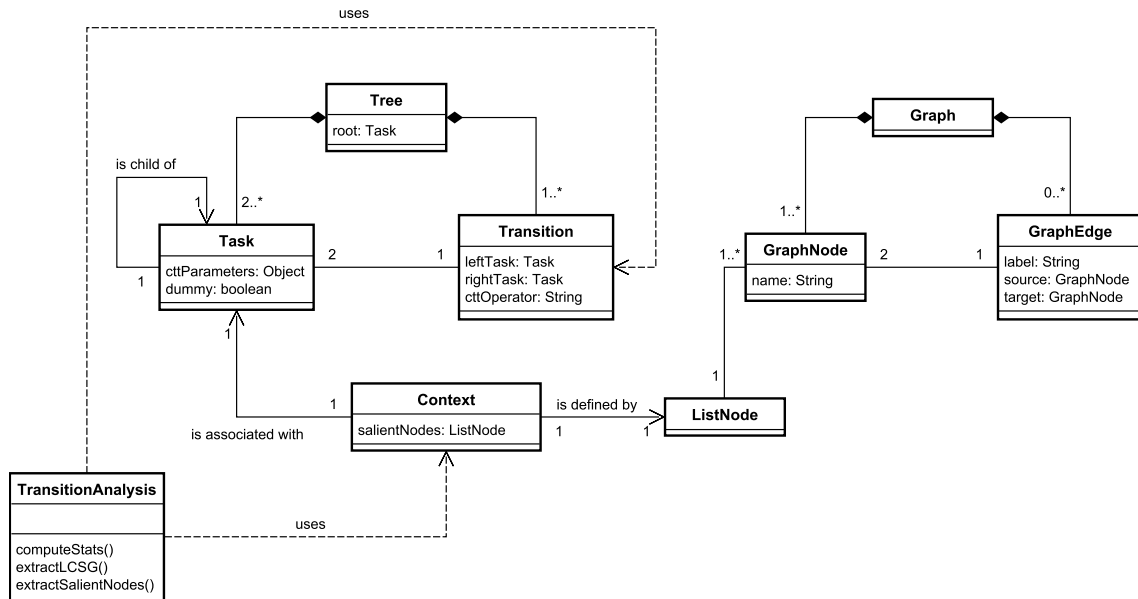 uses
Tree
root: Task
Graph
is child of
1
2..*
1..*
1..*
0..*
Task
cttParameters: Object
dummy: boolean
1
2
1
Transition
leftTask: Task
rightTask: Task
cttOperator: String
1..*
GraphNode
name: String
2
1
GraphEdge
label: String
source: GraphNode
target: GraphNode
1
1
is associated with
Context
salientNodes: ListNode
is defined by
1
1
1
ListNode
TransitionAnalysis
computeStats()
extractLCSG()
extractSalientNodes()
uses